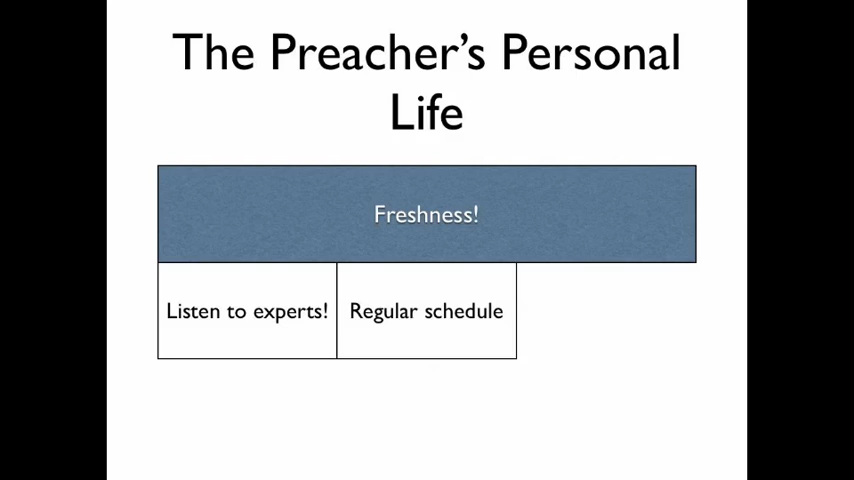 The Preacher’s Personal
Life
Freshness!
Listen to experts!
Regular schedule